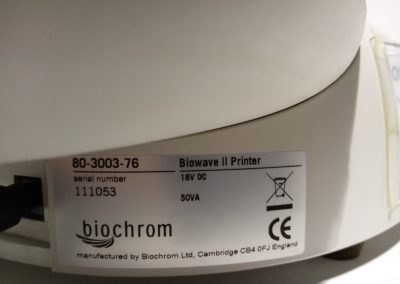 80-3003-76 Biowave II Printer
serial number 18V DC
111053
50VA
biochrom
CE
manufactured by Biochrom Ltd, Cambridge CB4 0FJ England